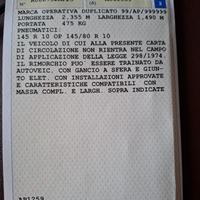 MARCA OPERATIVA DUPLICATO 99/AP/999999
LUNGHEZZA 2,355 M LARGHEZZA 1,490 M
PORTATA 475 KG
PNEUMATICI:
145 R 10 OP 145/80 R 10
IL VEICOLO DI CUI ALLA PRESENTE CARTA
DI CIRCOLAZIONE NON RIENTRA NEL CAMPO
DI APPLICAZIONE DELLA LEGGE 298/1974.
IL RIMORCHIO PUO' ESSERE TRAINATO DA
AUTOVEIC. CON GANCIO A SFERA E GIUN-
TO ELET. CON INSTALLAZIONI APPROVATE
E CARATTERISTICHE COMPATIBILI CON
MASSA COMPL. E LARGH. SOPRA INDICATE